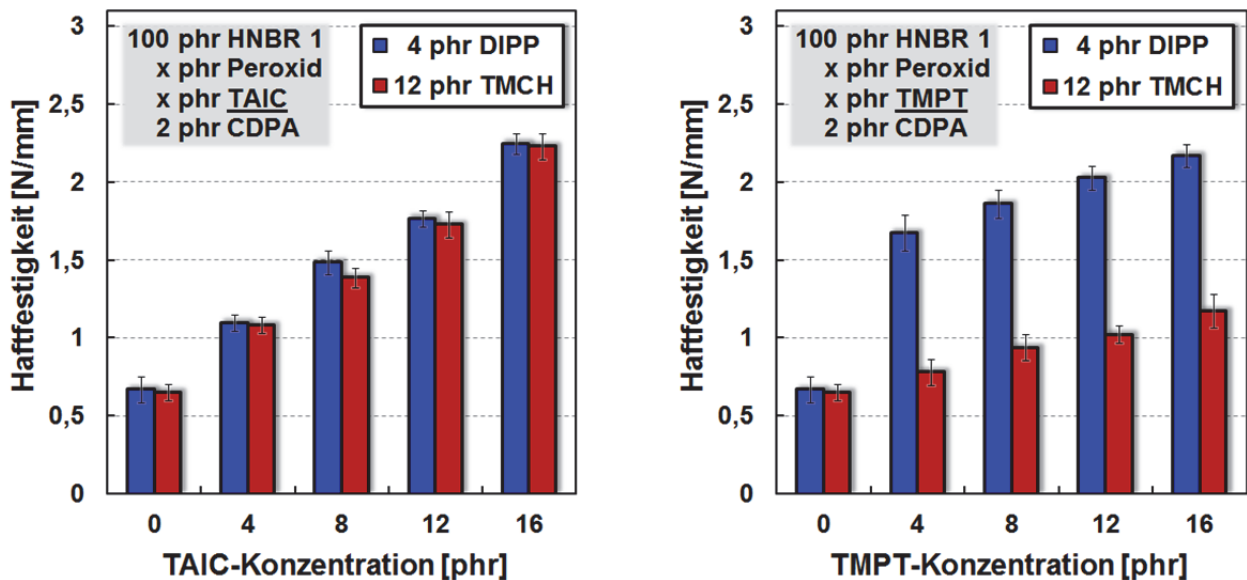 3
2,5
2
1,5
1
0,5
0
Haftfestigkeit [N/mm]
100 phr HNBR 1
x phr Peroxid
x phr TAIC
2 phr CDPA
4 phr DIPP
12 phr TMCH
0 4 8 12 16
TAIC-Konzentration [phr]
3
2,5
2
1,5
1
0,5
0
Haftfestigkeit [N/mm]
100 phr HNBR 1
x phr Peroxid
x phr TMPT
2 phr CDPA
4 phr DIPP
12 phr TMCH
0 4 8 12 16
TMPT-Konzentration [phr]